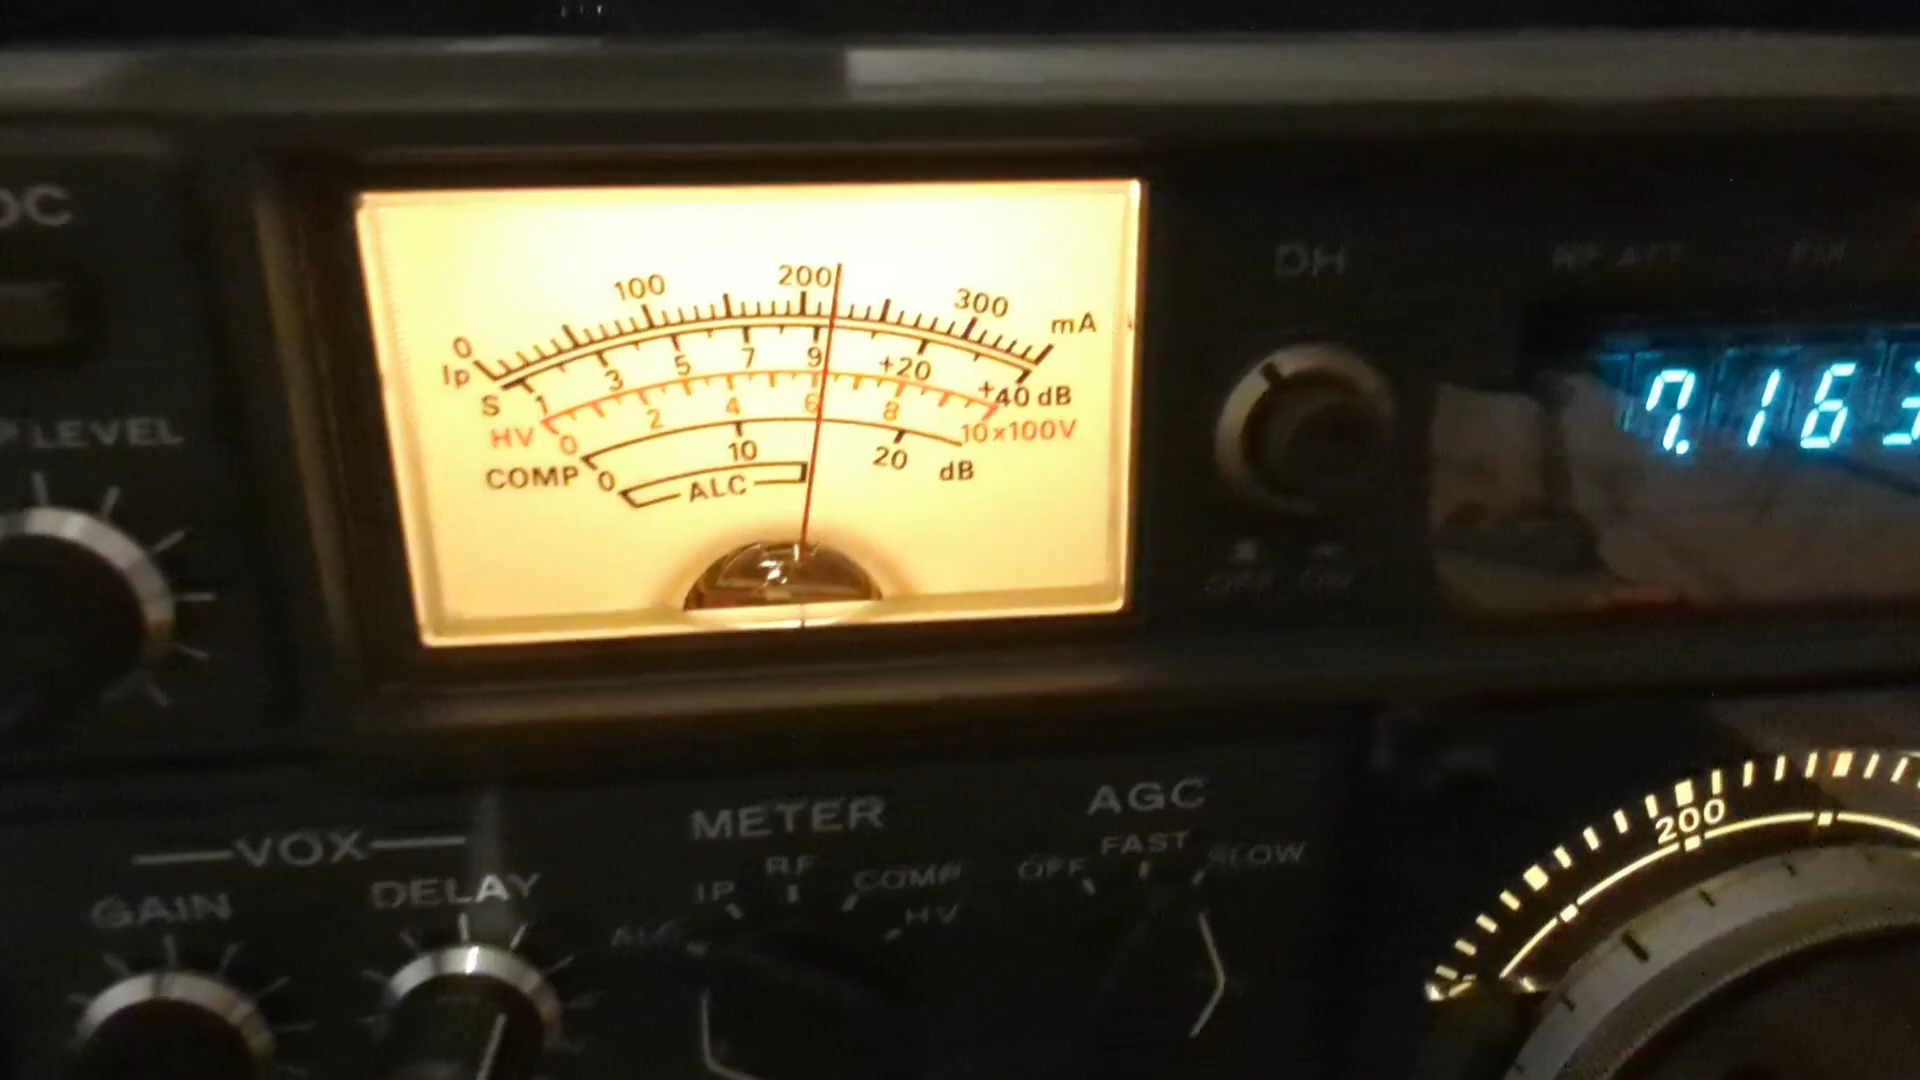 OC
LEVEL
0 100 200 300 mA
Ip
S 1 3 5 7 9 +20 +40 dB
HV 0 2 4 6 8 10x100V
COMP 0 10 20 dB
ALC
DH
RF ATT
7.163
VOX
GAIN
DELAY
METER
IP RF COMP
HV
AGC
OFF FAST SLOW
200